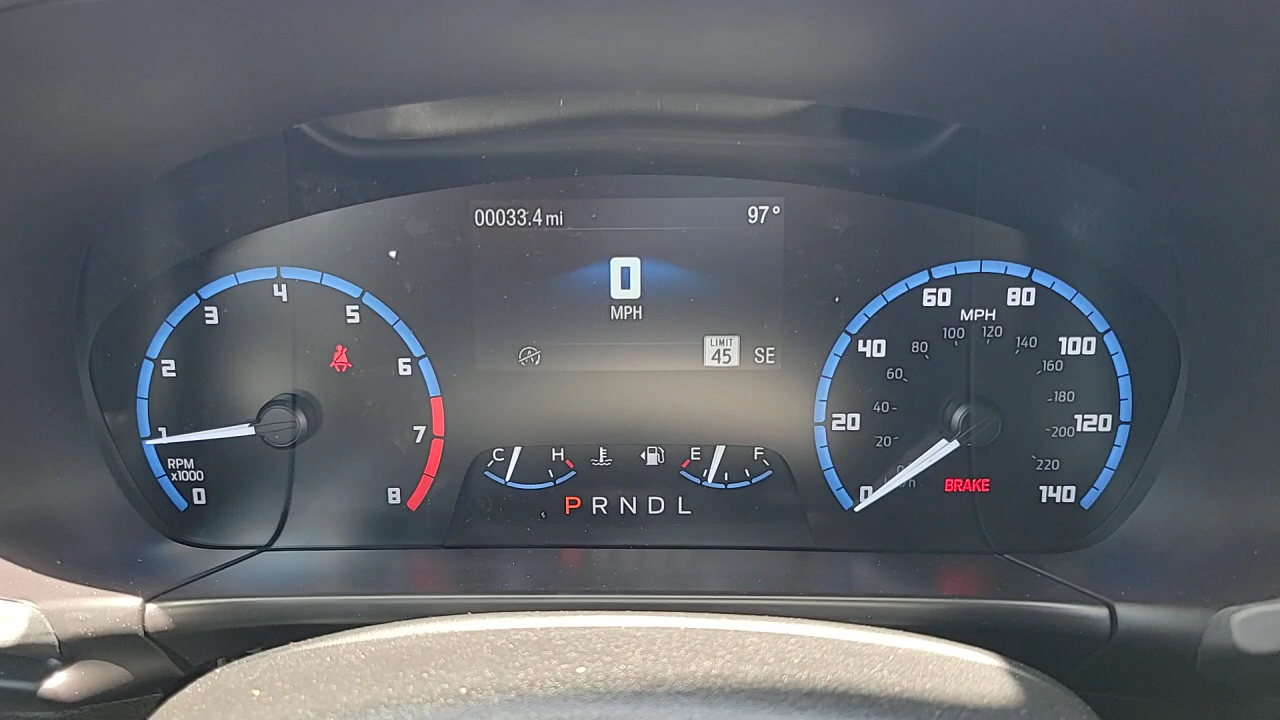 00033.4 mi 97°
0
MPH
LIMIT
45 SE
0 1 2 3 4 5 6 7 8
RPM
x1000
C H E F
P R N D L
0 20 40 60 80 100 120 140
MPH
20 40 60 80 100 120 140 160 180 200 220
BRAKE